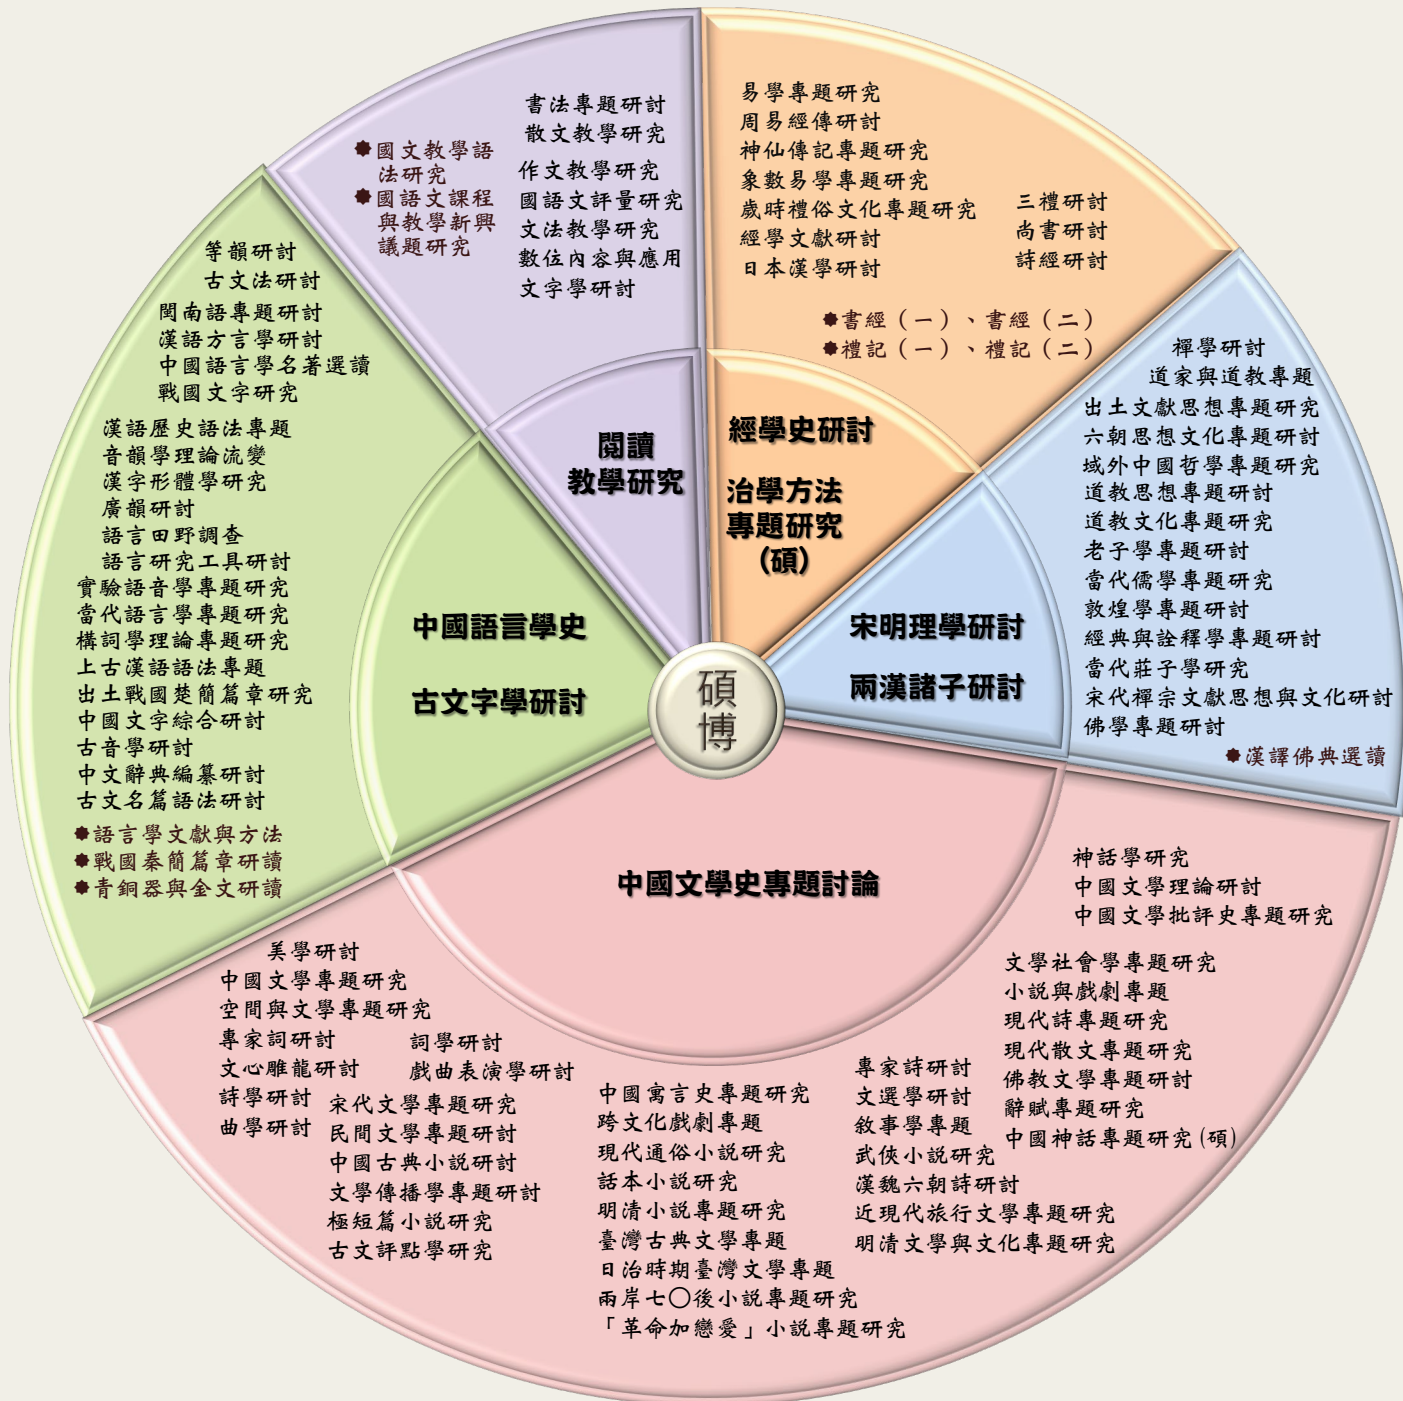 書法專題研討
散文教學研究
作文教學研究
國語文評量研究
文法教學研究
數位內容與應用
文字學研討
✸國文教學語
法研究
✸國語文課程
與教學新興
議題研究
閱讀
教學研究
易學專題研究
周易經傳研討
神仙傳記專題研究
象數易學專題研究
歲時禮俗文化專題研究
經學文獻研討
日本漢學研討
三禮研討
尚書研討
詩經研討
✸書經（一）、書經（二）
✸禮記（一）、禮記（二）
經學史研討
治學方法
專題研究
（碩）
禪學研討
道家與道教專題
出土文獻思想專題研究
六朝思想文化專題研討
域外中國哲學專題研究
道教思想專題研討
道教文化專題研究
老子學專題研討
當代儒學專題研究
敦煌學專題研討
經典與詮釋學專題研討
當代莊子學研究
宋代禪宗文獻思想與文化研討
佛學專題研討
✸漢譯佛典選讀
宋明理學研討
兩漢諸子研討
等韻研討
古文法研討
閩南語專題研討
漢語方言學研討
中國語言學名著選讀
戰國文字研究
漢語歷史語法專題
音韻學理論流變
漢字形體學研究
廣韻研討
語言田野調查
語言研究工具研討
實驗語音學專題研究
當代語言學專題研究
構詞學理論專題研究
上古漢語語法專題
出土戰國楚簡篇章研究
中國文字綜合研討
古音學研討
中文辭典編纂研討
古文名篇語法研討
✸語言學文獻與方法
✸戰國秦簡篇章研讀
✸青銅器與金文研讀
中國語言學史
古文字學研討
碩
博
中國文學史專題討論
神話學研究
中國文學理論研討
中國文學批評史專題研究
文學社會學專題研究
小說與戲劇專題
現代詩專題研究
現代散文專題研究
佛教文學專題研討
辭賦專題研究
中國神話專題研究(碩)
專家詩研討
文選學研討
敘事學專題
武俠小說研究
漢魏六朝詩研討
近現代旅行文學專題研究
明清文學與文化專題研究
中國寓言史專題研究
跨文化戲劇專題
現代通俗小說研究
話本小說研究
明清小說專題研究
臺灣古典文學專題
日治時期臺灣文學專題
兩岸七〇後小說專題研究
「革命加戀愛」小說專題研究
美學研討
中國文學專題研究
空間與文學專題研究
專家詞研討
文心雕龍研討
詩學研討
曲學研討
詞學研討
戲曲表演學研討
宋代文學專題研究
民間文學專題研討
中國古典小說研討
文學傳播學專題研討
極短篇小說研究
古文評點學研究